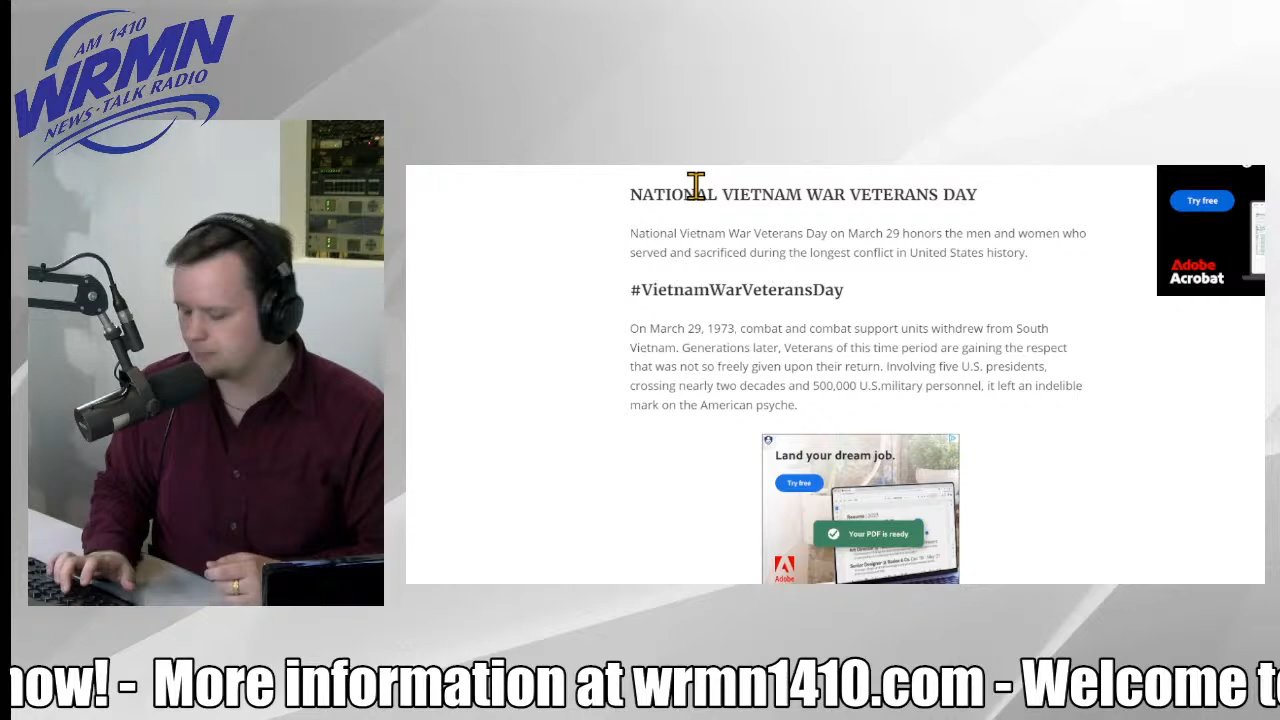 AM 1410
WRMN
NEWS·TALK RADIO
NATIONAL VIETNAM WAR VETERANS DAY
National Vietnam War Veterans Day on March 29 honors the men and women who
served and sacrificed during the longest conflict in United States history.
#VietnamWarVeteransDay
On March 29, 1973, combat and combat support units withdrew from South
Vietnam. Generations later, Veterans of this time period are gaining the respect
that was not so freely given upon their return. Involving five U.S. presidents,
crossing nearly two decades and 500,000 U.S.military personnel, it left an indelible
mark on the American psyche.
Try free
Adobe
Acrobat
Land your dream job.
Try free
Your PDF is ready
Adobe
now! - More information at wrmn1410.com - Welcome to